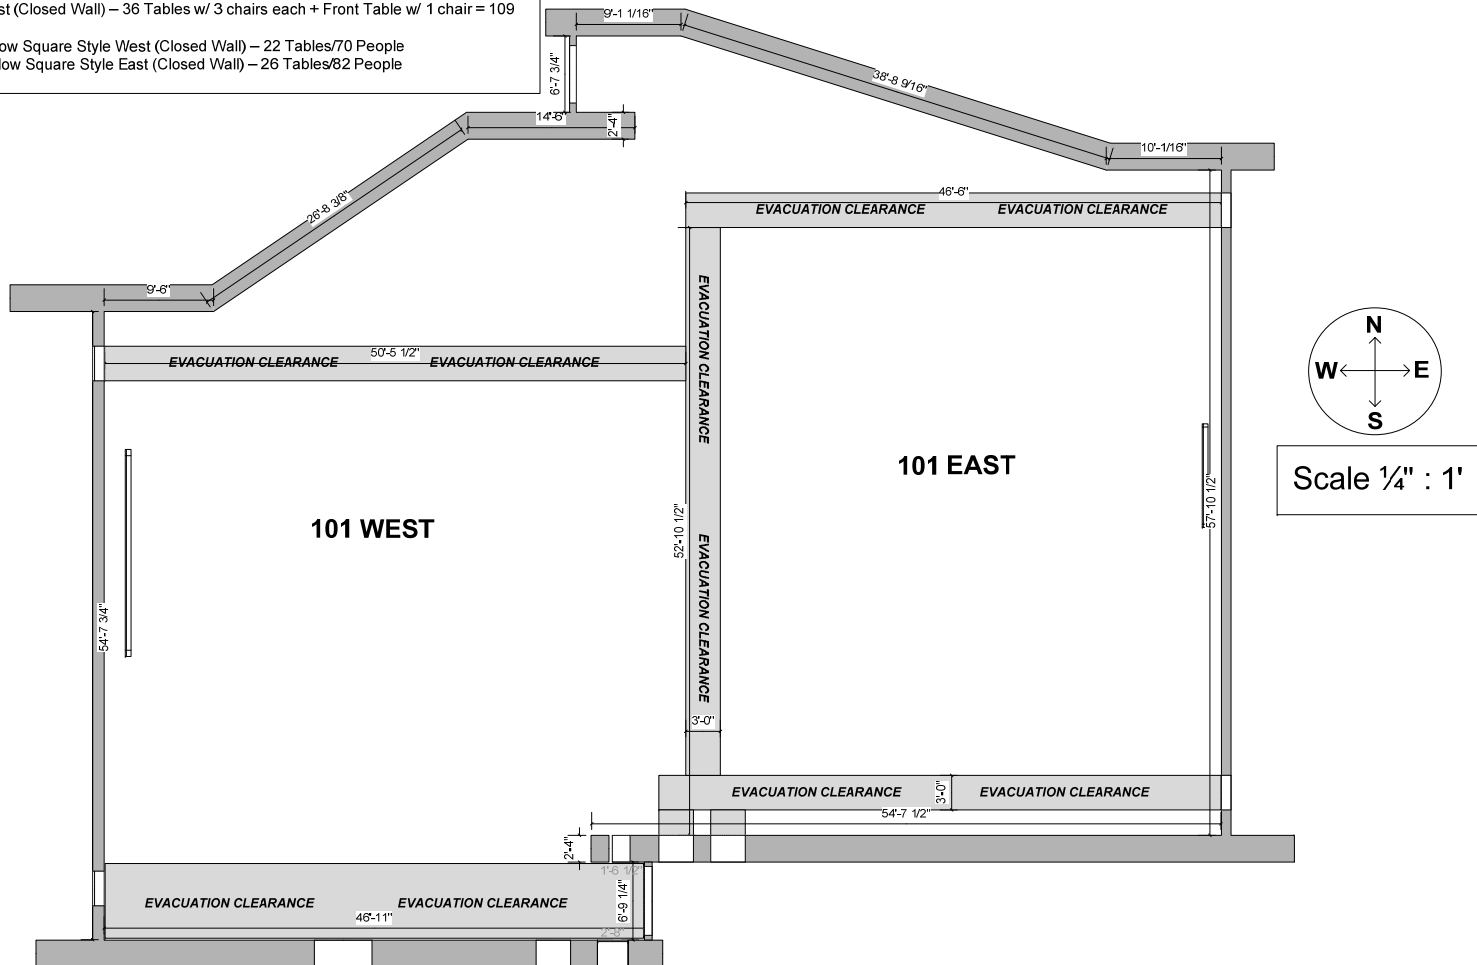 st (Closed Wall) – 36 Tables w/ 3 chairs each + Front Table w/ 1 chair = 109
ow Square Style West (Closed Wall) – 22 Tables/70 People
low Square Style East (Closed Wall) – 26 Tables/82 People
9'-1 1/16"
6'-7 3/4"
38'-8 9/16"
14'-6"
2'-4"
10'-1/16"
46'-6"
EVACUATION CLEARANCE EVACUATION CLEARANCE
26'-8 3/8"
9'-6"
50'-5 1/2"
EVACUATION CLEARANCE EVACUATION CLEARANCE
EVACUATION CLEARANCE
EVACUATION CLEARANCE
N
W E
S
Scale ¼" : 1'
101 EAST
101 WEST
52'-10 1/2"
57'-10 1/2"
54'-7 3/4"
3'-0"
EVACUATION CLEARANCE EVACUATION CLEARANCE
3'-0"
54'-7 1/2"
2'-4"
1'-6 1/2"
6'-9 1/4"
EVACUATION CLEARANCE EVACUATION CLEARANCE
46'-11"
2'-8"